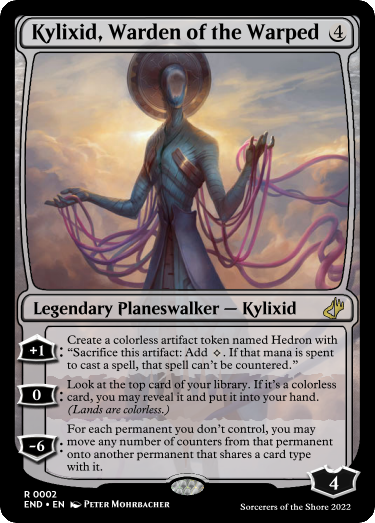 Kylixid, Warden of the Warped 4
Legendary Planeswalker — Kylixid
+1 : Create a colorless artifact token named Hedron with
“Sacrifice this artifact: Add ◇. If that mana is spent
to cast a spell, that spell can't be countered.”
0 : Look at the top card of your library. If it's a colorless
card, you may reveal it and put it into your hand.
(Lands are colorless.)
-6 : For each permanent you don't control, you may
move any number of counters from that permanent
onto another permanent that shares a card type
with it.
4
R 0002
END • EN Peter Mohrbacher
Sorcerers of the Shore 2022